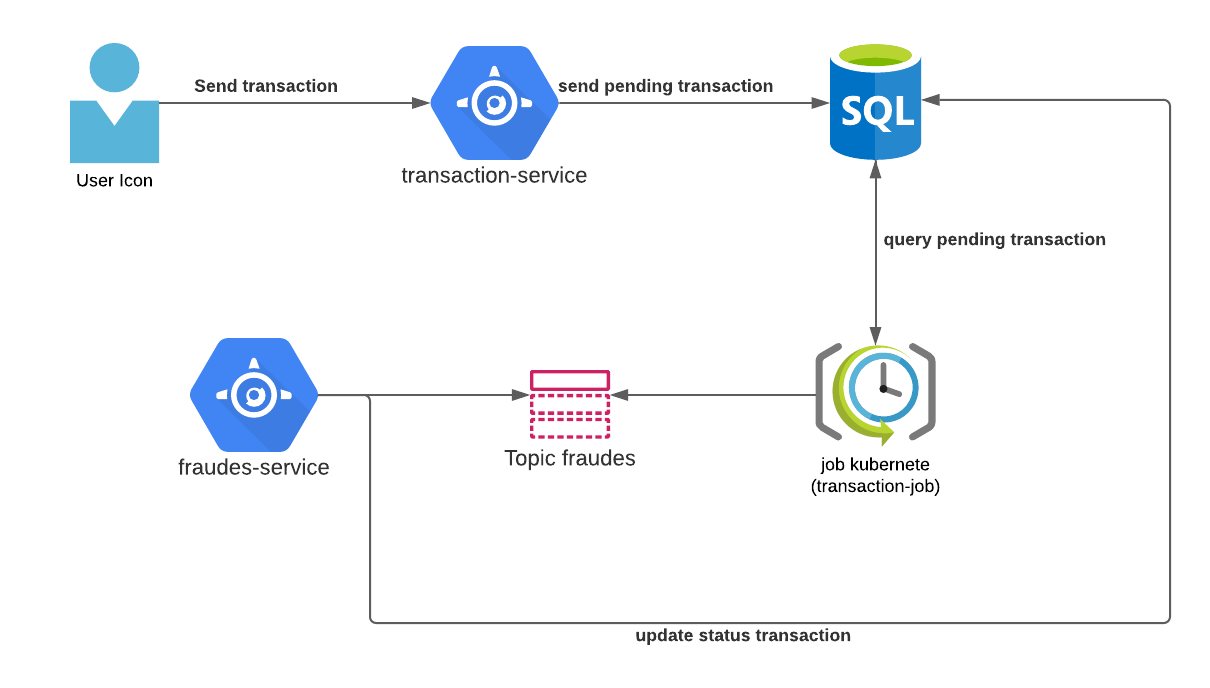 Send transaction
send pending transaction
SQL
User Icon
transaction-service
query pending transaction
fraudes-service
Topic fraudes
job kubernete
(transaction-job)
update status transaction